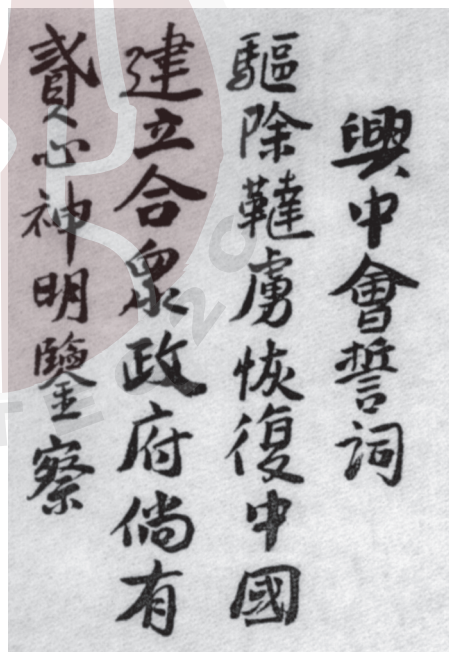 興中會誓詞
驅除韃虜恢復中國
建立合衆政府倘有
貳心神明鑒察